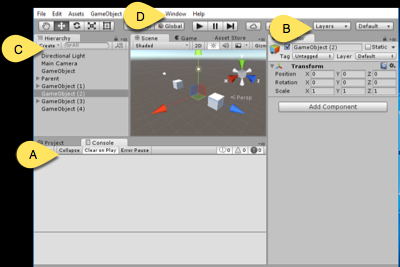 File Edit Assets GameObject Window Help
D
Global
Layers
Default
B
C
Hierarchy
Create
All
Directional Light
Main Camera
GameObject
Parent
GameObject (1)
GameObject (2)
GameObject (3)
GameObject (4)
Scene Game Asset Store
Shaded 2D Gizm
Persp
GameObject (2) Static
Tag Untagged Layer Default
Transform
Position X 0 Y 0 Z 0
Rotation X 0 Y 0 Z 0
Scale X 1 Y 1 Z 1
Add Component
A
Project Console
Collapse Clear on Play Error Pause 0 0 0